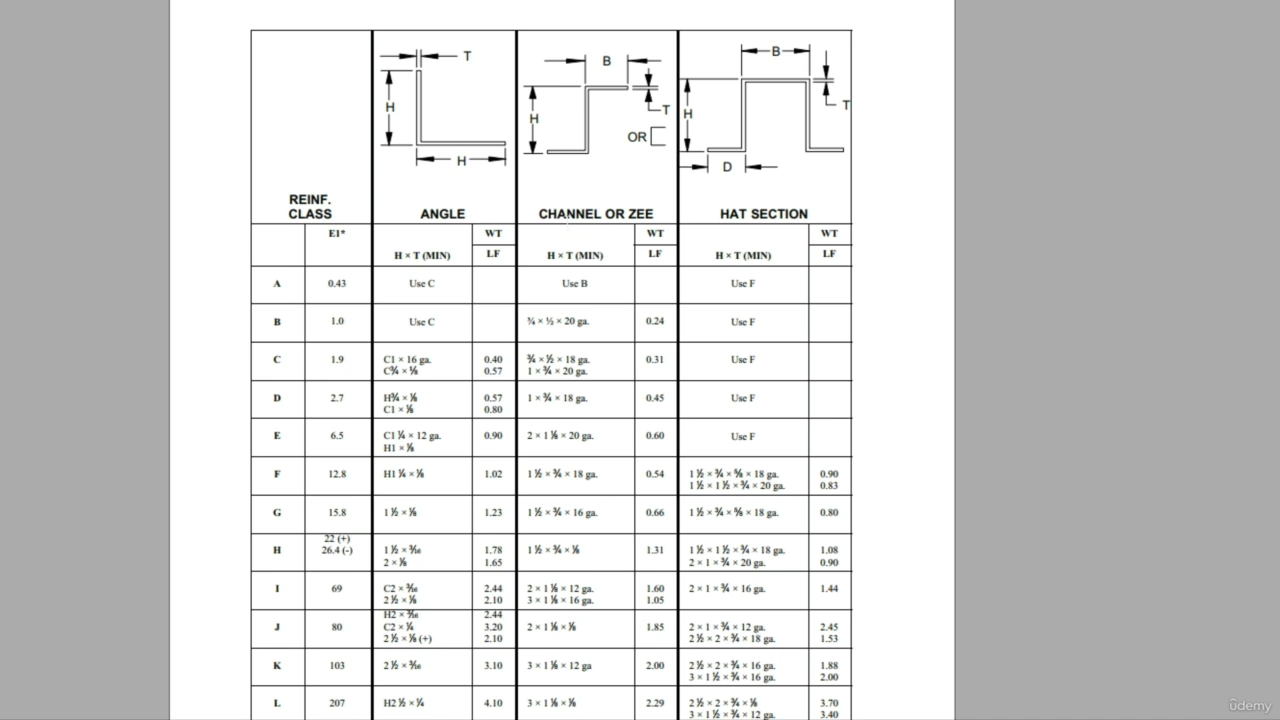 T
B
B
H
T
H
T
OR
H
H
D
REINF.
CLASS
ANGLE
CHANNEL OR ZEE
HAT SECTION
E1*
H × T (MIN)
WT
LF
H × T (MIN)
WT
LF
H × T (MIN)
WT
LF
A 0.43 Use C Use B Use F
B 1.0 Use C ¾ × ½ × 20 ga. 0.24 Use F
C 1.9 C1 × 16 ga. 0.40 ¾ × ½ × 18 ga. 0.31 Use F
C¾ × ⅛ 0.57 1 × ¾ × 20 ga.
D 2.7 H¾ × ⅛ 0.57 1 × ¾ × 18 ga. 0.45 Use F
C1 × ⅛ 0.80
E 6.5 C1 ¼ × 12 ga. 0.90 2 × 1 ⅛ × 20 ga. 0.60 Use F
H1 × ⅛
F 12.8 H1 ¼ × ⅛ 1.02 1 ½ × ¾ × 18 ga. 0.54 1 ½ × ¾ × ⅝ × 18 ga. 0.90
1 ½ × 1 ½ × ¾ × 20 ga. 0.83
G 15.8 1 ½ × ⅛ 1.23 1 ½ × ¾ × 16 ga. 0.66 1 ½ × ¾ × ⅝ × 18 ga. 0.80
22 (+)
H 26.4 (-) 1 ½ × 3⁄16 1.78 1 ½ × ¾ × ⅛ 1.31 1 ½ × 1 ½ × ¾ × 18 ga. 1.08
2 × ⅛ 1.65 2 × 1 × ¾ × 20 ga. 0.90
I 69 C2 × 3⁄16 2.44 2 × 1 ⅛ × 12 ga. 1.60 2 × 1 × ¾ × 16 ga. 1.44
2 ½ × ⅛ 2.10 3 × 1 ⅛ × 16 ga. 1.05
H2 × 3⁄16 2.44
J 80 C2 × ¼ 3.20 2 × 1 ⅛ × ⅛ 1.85 2 × 1 × ¾ × 12 ga. 2.45
2 ½ × ⅛ (+) 2.10 2 ½ × 2 × ¾ × 18 ga. 1.53
K 103 2 ½ × 3⁄16 3.10 3 × 1 ⅛ × 12 ga 2.00 2 ½ × 2 × ¾ × 16 ga. 1.88
3 × 1 ½ × ¾ × 16 ga. 2.00
L 207 H2 ½ × ¼ 4.10 3 × 1 ⅛ × ⅛ 2.29 2 ½ × 2 × ¾ × ⅛ 3.70
3 × 1 ½ × ¾ × 12 ga. 3.40
ûdemy